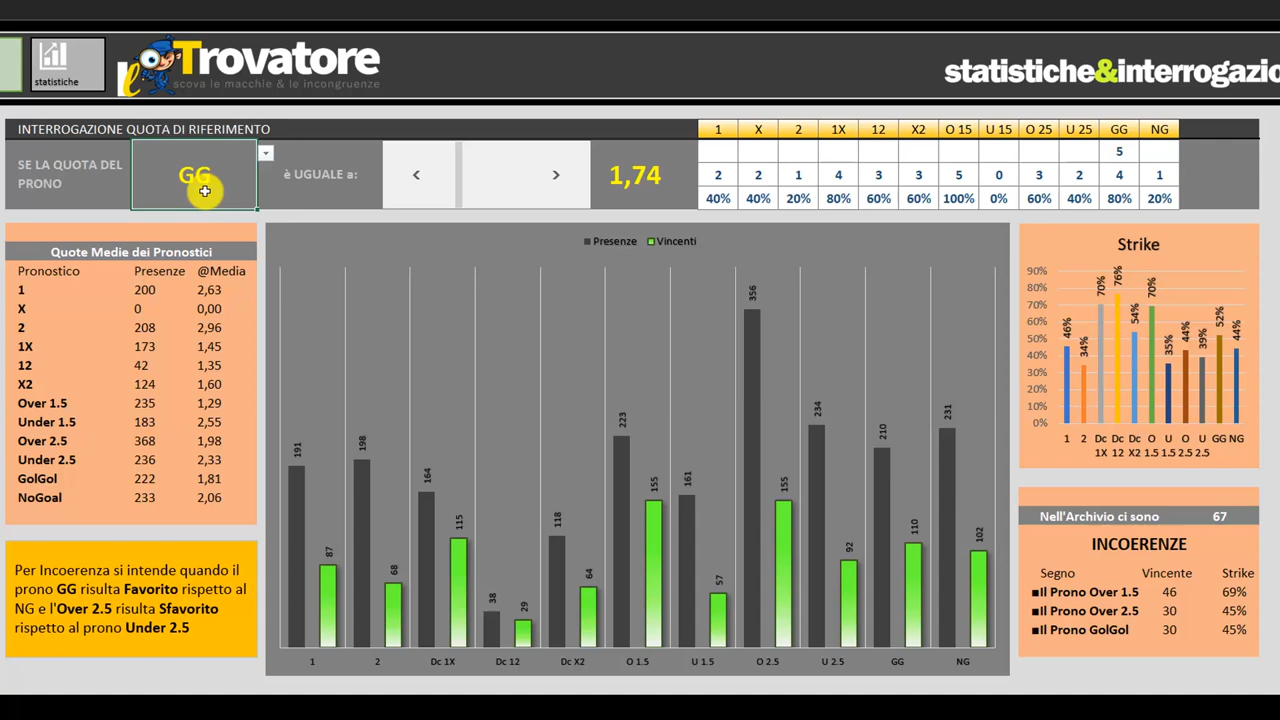 statistiche
il Trovatore
scova le macchie & le incongruenze
statistiche&interrogazio
INTERROGAZIONE QUOTA DI RIFERIMENTO
SE LA QUOTA DEL
PRONO
GG
è UGUALE a:
1,74
1 X 2 1X 12 X2 O 15 U 15 O 25 U 25 GG NG
5
2 2 1 4 3 3 5 0 3 2 4 1
40% 40% 20% 80% 60% 60% 100% 0% 60% 40% 80% 20%
Quote Medie dei Pronostici
Pronostico Presenze @Media
1 200 2,63
X 0 0,00
2 208 2,96
1X 173 1,45
12 42 1,35
X2 124 1,60
Over 1.5 235 1,29
Under 1.5 183 2,55
Over 2.5 368 1,98
Under 2.5 236 2,33
GolGol 222 1,81
NoGoal 233 2,06
Per Incoerenza si intende quando il
prono GG risulta Favorito rispetto al
NG e l'Over 2.5 risulta Sfavorito
rispetto al prono Under 2.5
Presenze Vincenti
191 87 198 68 164 115 38 29 118 64 223 155 161 57 356 155 234 92 210 110 231 102
1 2 Dc 1X Dc 12 Dc X2 O 1.5 U 1.5 O 2.5 U 2.5 GG NG
Strike
90%
80%
70%
60%
50%
40%
30%
20%
10%
0%
46% 34% 70% 76% 54% 70% 35% 44% 39% 52% 44%
1 2 Dc Dc Dc O U O U GG NG
1X 12 X2 1.5 1.5 2.5 2.5
Nell'Archivio ci sono 67
INCOERENZE
Segno Vincente Strike
■Il Prono Over 1.5 46 69%
■Il Prono Over 2.5 30 45%
■Il Prono GolGol 30 45%